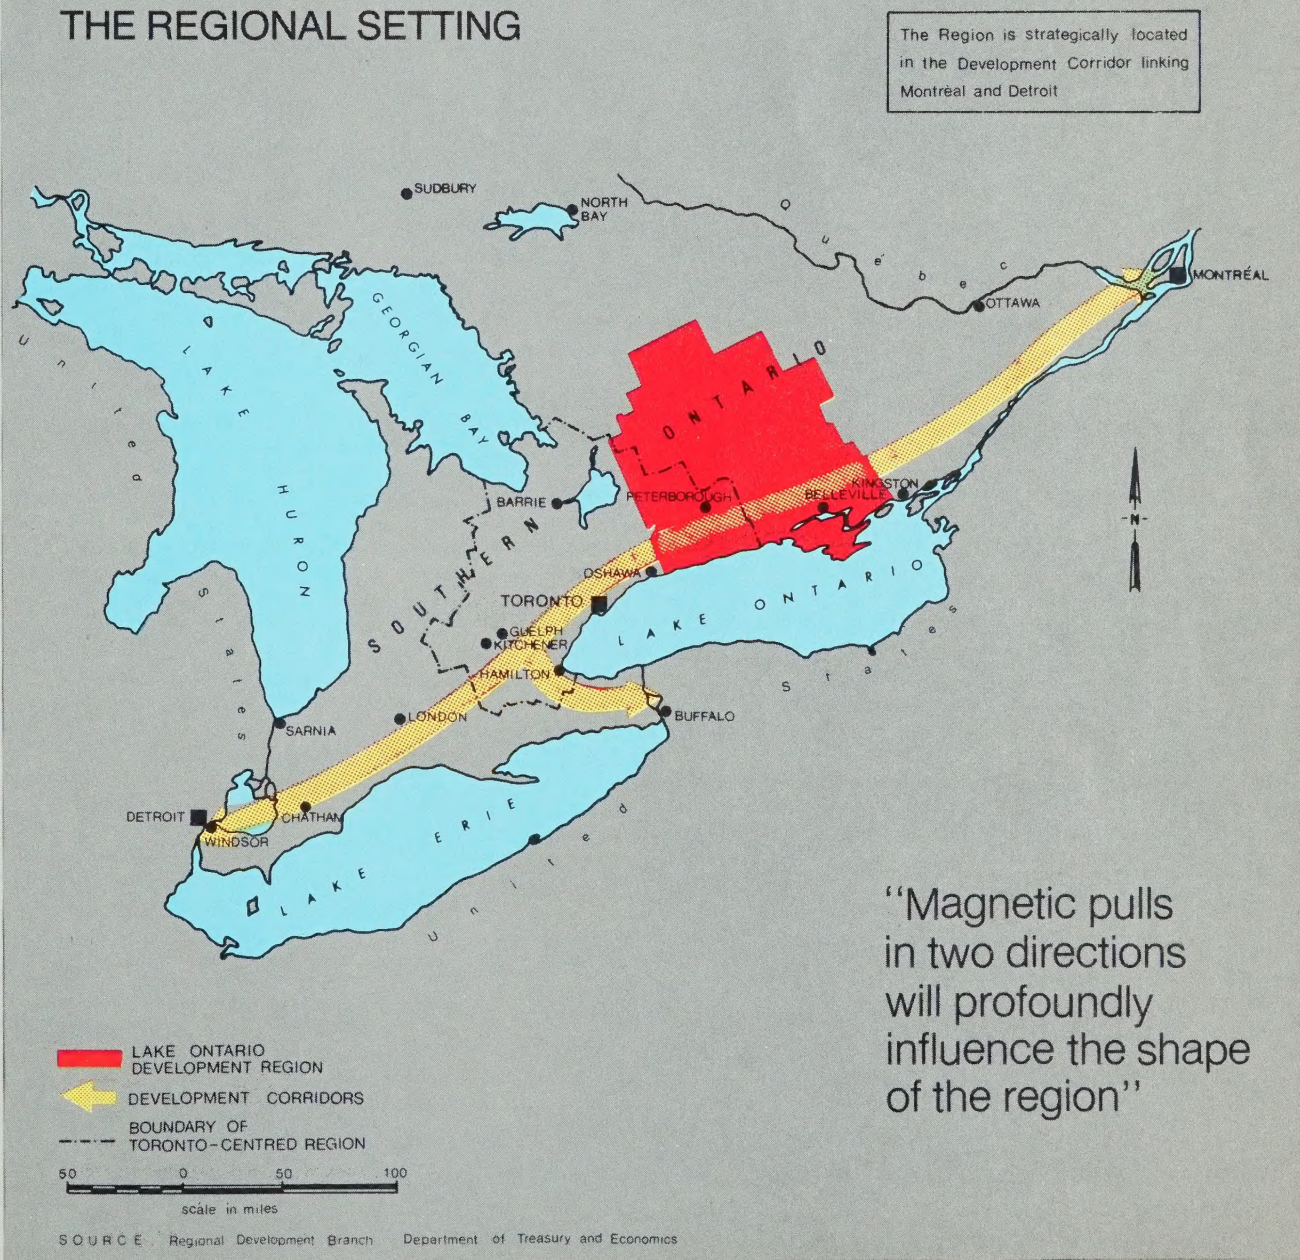 THE REGIONAL SETTING
The Region is strategically located
in the Development Corridor linking
Montrèal and Detroit
SUDBURY
NORTH
BAY
Québec
MONTRÉAL
OTTAWA
GEORGIAN BAY
LAKE HURON
United States
ONTARIO
SOUTHERN
BARRIE
PETERBOROUGH
KINGSTON
BELLEVILLE
N
OSHAWA
TORONTO
LAKE ONTARIO
GUELPH
KITCHENER
HAMILTON
States
LONDON
BUFFALO
SARNIA
DETROIT
CHATHAM
WINDSOR
LAKE ERIE
United
"Magnetic pulls
in two directions
will profoundly
influence the shape
of the region"
LAKE ONTARIO
DEVELOPMENT REGION
DEVELOPMENT CORRIDORS
BOUNDARY OF
TORONTO-CENTRED REGION
50 0 50 100
scale in miles
SOURCE. Regional Development Branch Department of Treasury and Economics